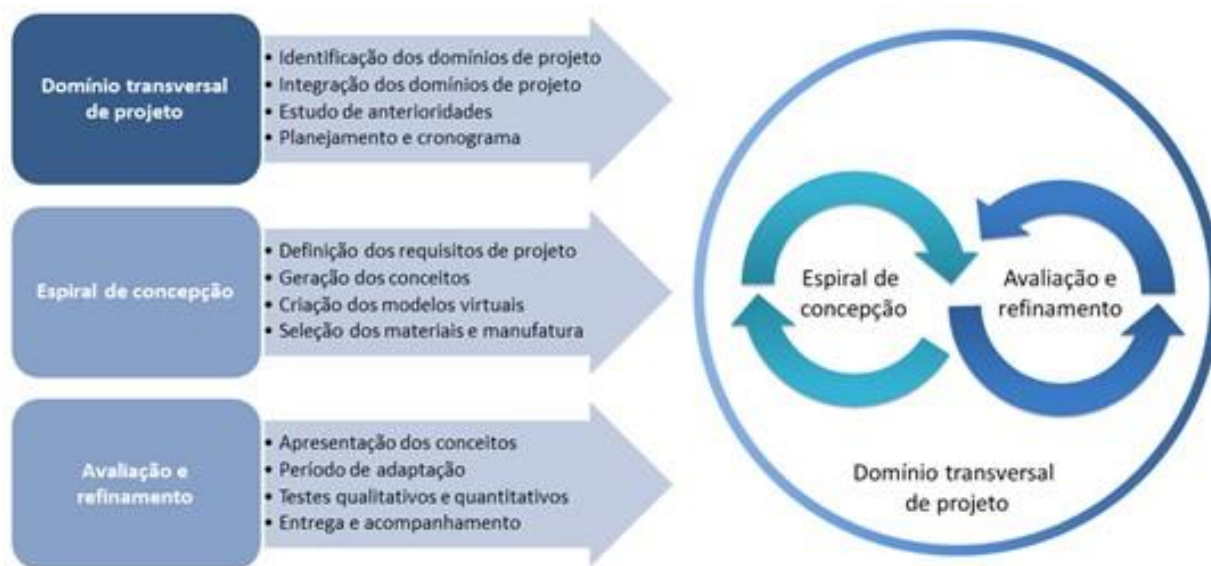 Domínio transversal
de projeto
• Identificação dos domínios de projeto
• Integração dos domínios de projeto
• Estudo de anterioridades
• Planejamento e cronograma
Espiral de concepção
• Definição dos requisitos de projeto
• Geração dos conceitos
• Criação dos modelos virtuais
• Seleção dos materiais e manufatura
Avaliação e
refinamento
• Apresentação dos conceitos
• Período de adaptação
• Testes qualitativos e quantitativos
• Entrega e acompanhamento
Espiral de
concepção
Avaliação e
refinamento
Domínio transversal
de projeto